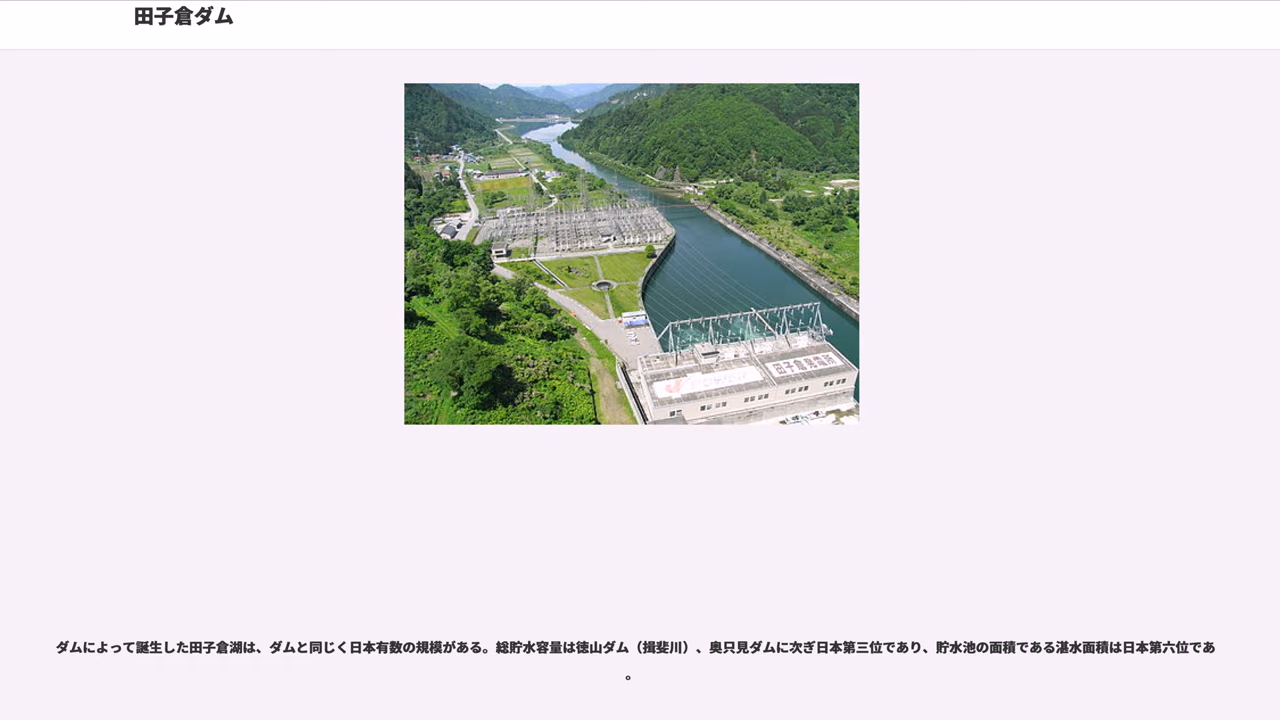 田子倉ダム
田子倉発電所
ダムによって誕生した田子倉湖は、ダムと同じく日本有数の規模がある。総貯水容量は徳山ダム（揖斐川）、奥只見ダムに次ぎ日本第三位であり、貯水池の面積である湛水面積は日本第六位であ
。